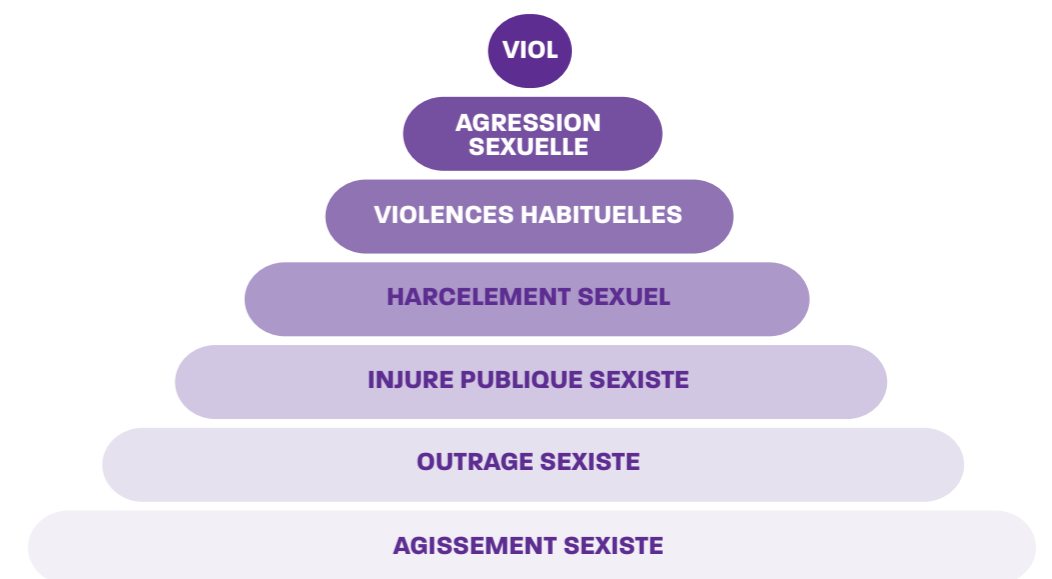 VIOL
AGRESSION
SEXUELLE
VIOLENCES HABITUELLES
HARCELEMENT SEXUEL
INJURE PUBLIQUE SEXISTE
OUTRAGE SEXISTE
AGISSEMENT SEXISTE